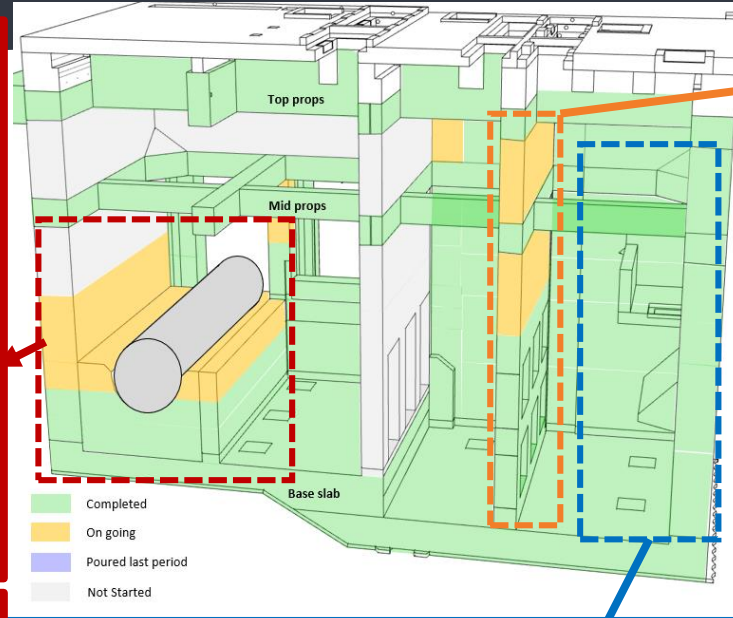 Top props
Mid props
Base slab
Completed
On going
Poured last period
Not Started